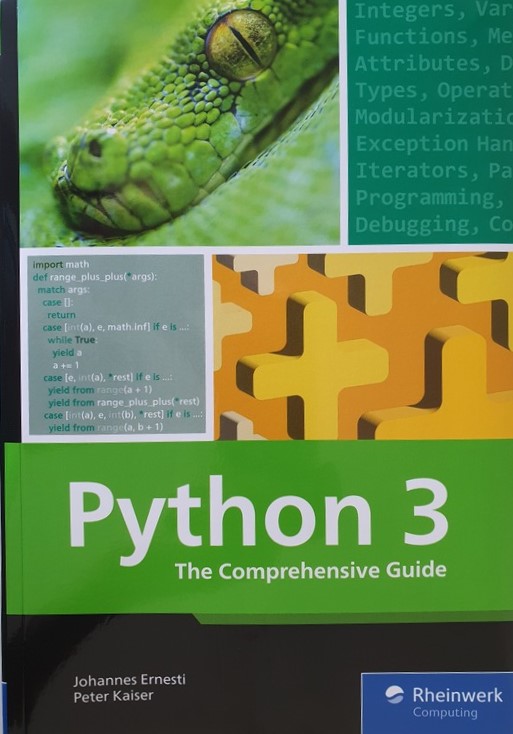 Integers, Var
Functions, Me
Attributes, D
Types, Operat
Modularizatio
Exception Han
Iterators, Pa
Programming,
Debugging, Co
import math
def range_plus_plus(*args):
match args:
case []:
return
case [int(a), e, math.inf] if e is ...:
while True:
yield a
a += 1
case [e, int(a), *rest] if e is ...:
yield from range(a + 1)
yield from range_plus_plus(*rest)
case [int(a), e, int(b), *rest] if e is ...:
yield from range(a, b + 1)
Python 3
The Comprehensive Guide
Johannes Ernesti
Peter Kaiser
Rheinwerk
Computing